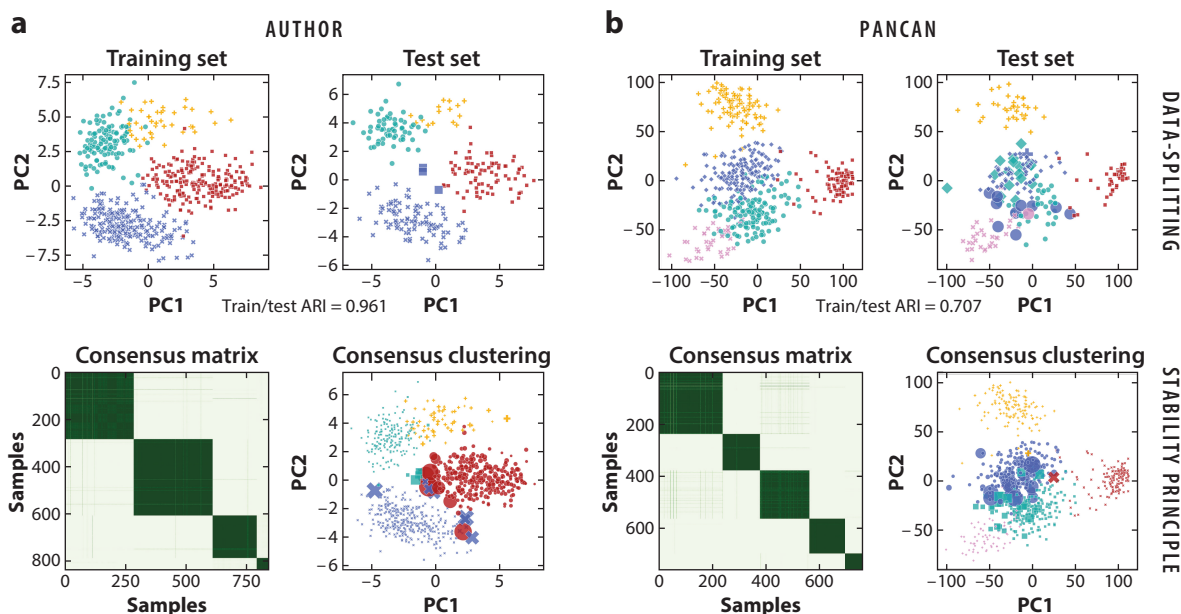 a
AUTHOR
Training set
Test set
7.5
5.0
2.5
0
−2.5
−5.0
−7.5
PC2
−5
0
5
PC1
6
4
2
0
−2
−4
−6
−5
0
5
PC1
Train/test ARI = 0.961
b
PANCAN
Training set
Test set
100
50
0
−50
PC2
−100
−50
0
50
100
PC1
100
50
0
−50
PC2
−100
−50
0
50
100
PC1
Train/test ARI = 0.707
DATA-SPLITTING
Consensus matrix
Consensus clustering
0
200
400
600
800
Samples
0
250
500
750
Samples
6
4
2
0
−2
−4
−6
PC2
−5
0
5
PC1
Consensus matrix
Consensus clustering
0
200
400
600
Samples
0
200
400
600
Samples
100
50
0
−50
PC2
−100
−50
0
50
100
PC1
STABILITY PRINCIPLE